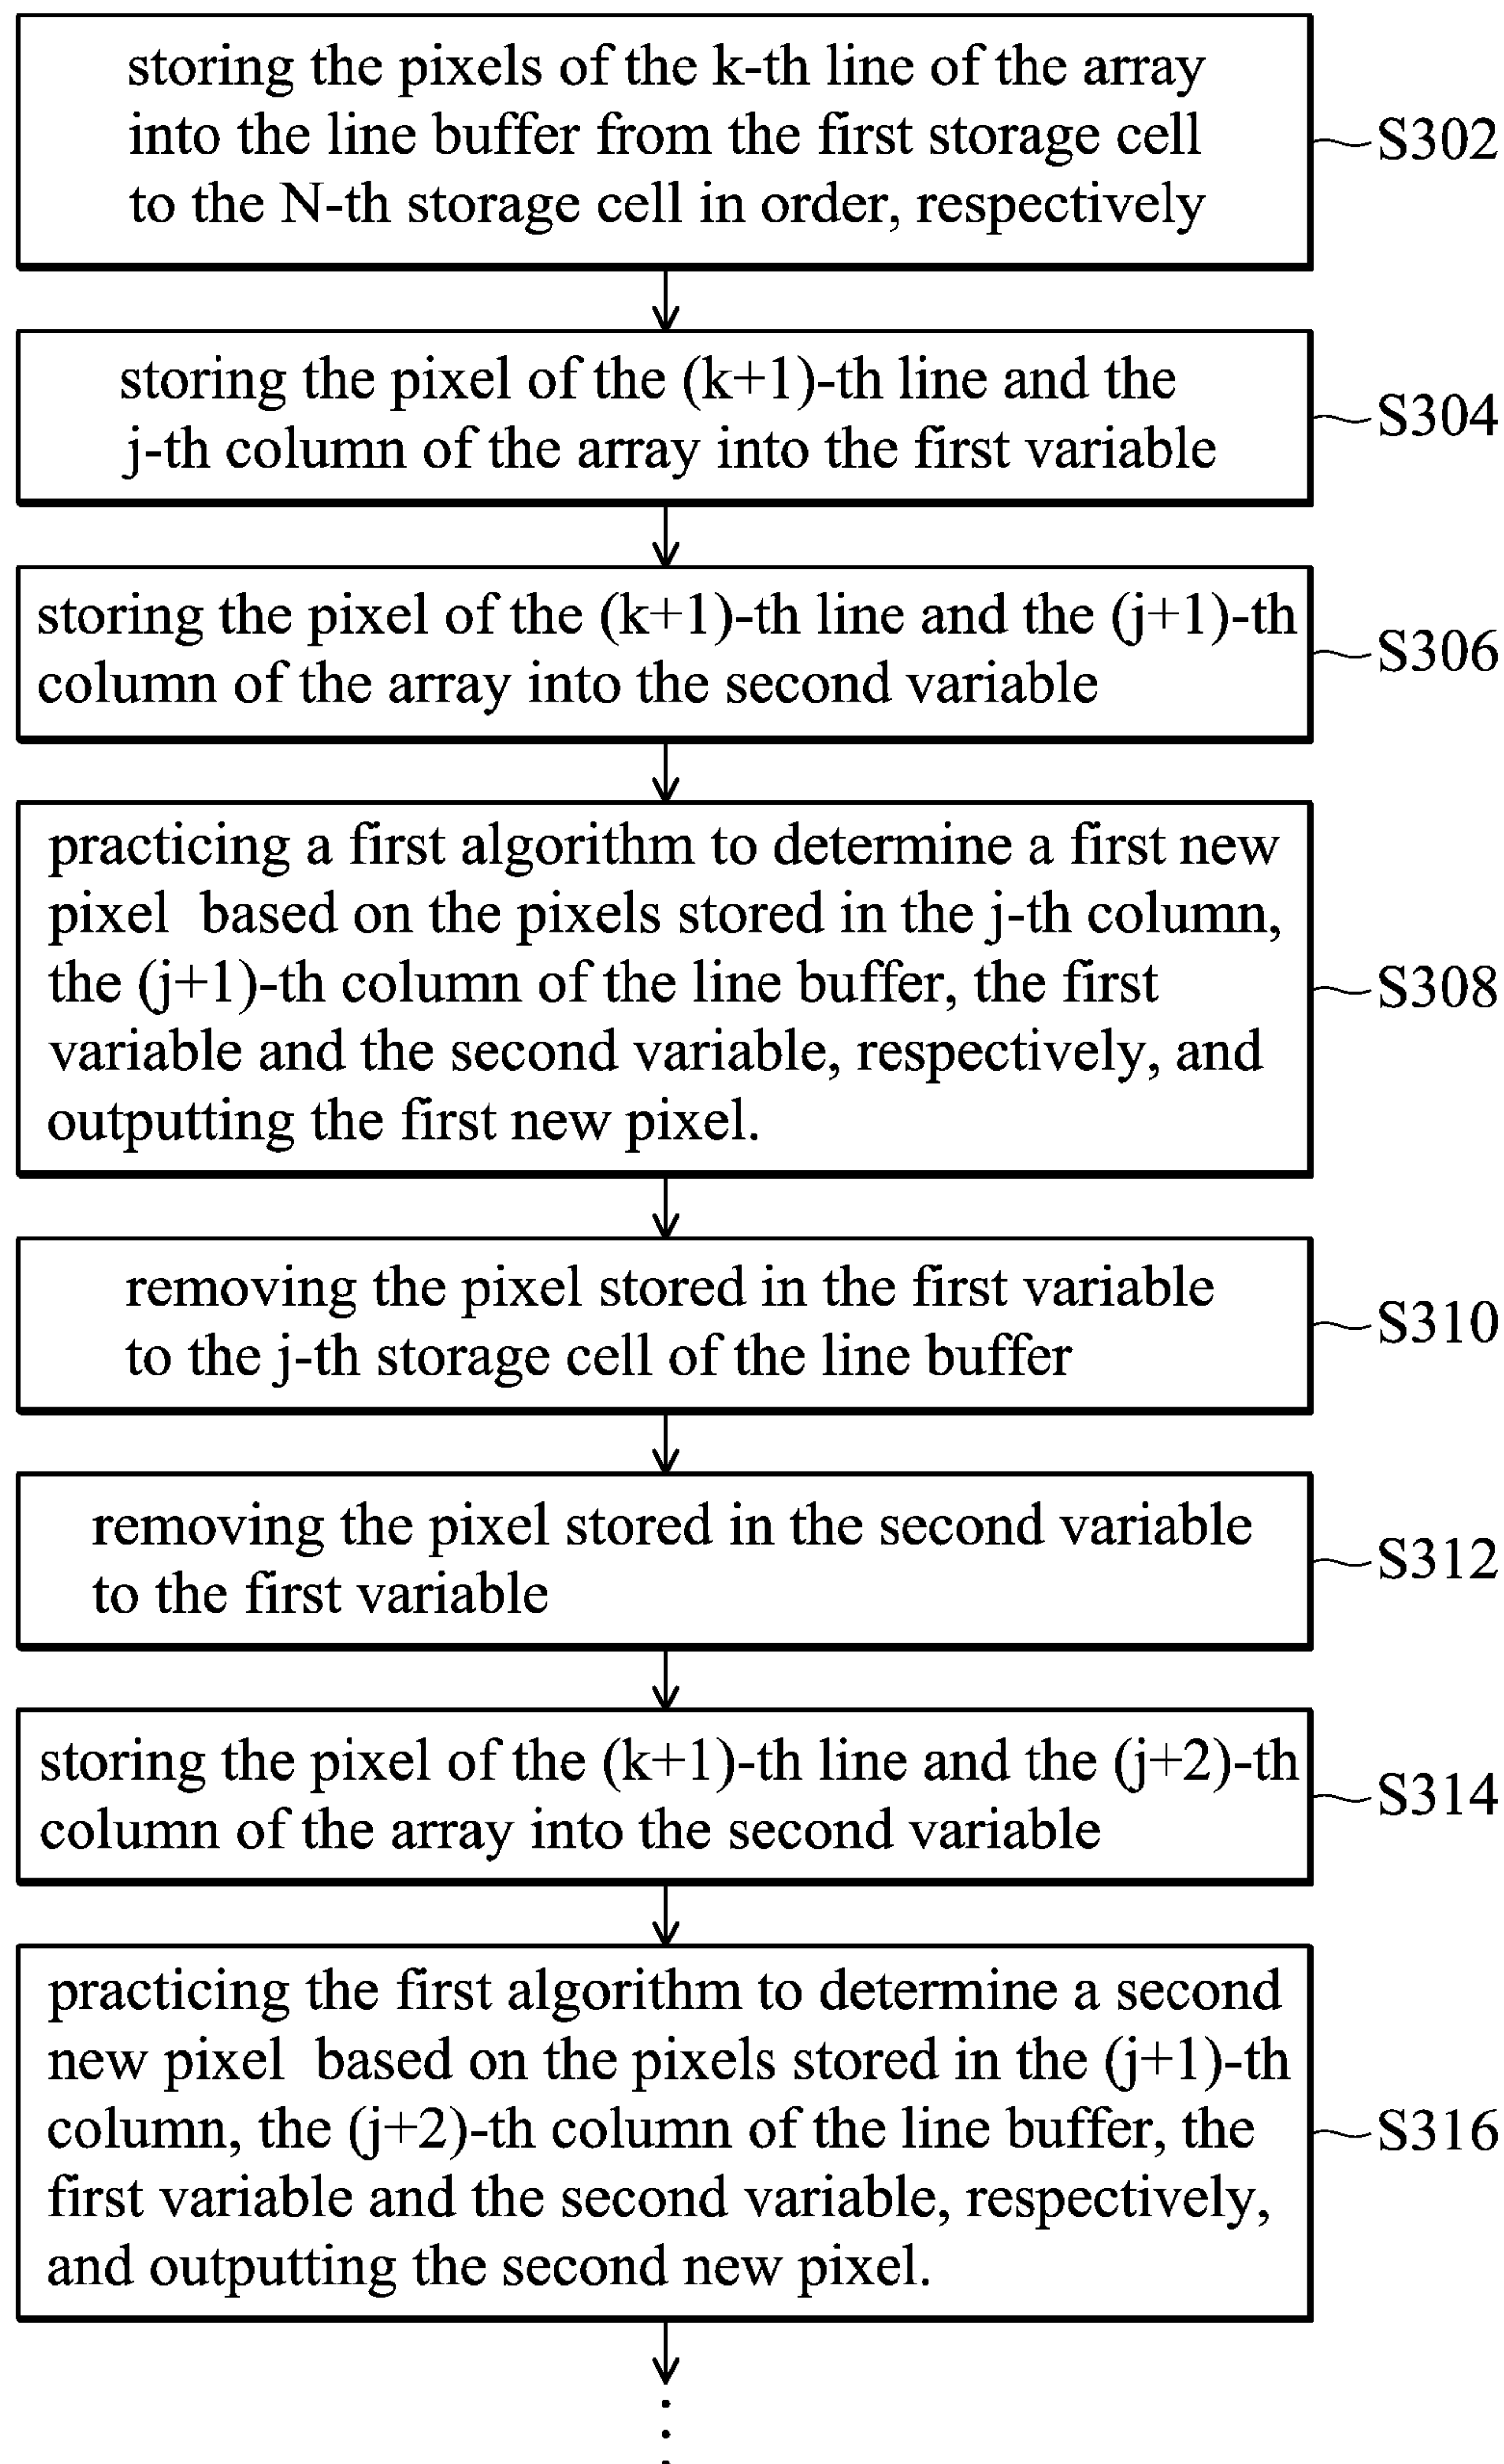 storing the pixels of the k-th line of the array
into the line buffer from the first storage cell
to the N-th storage cell in order, respectively
S302
storing the pixel of the (k+1)-th line and the
j-th column of the array into the first variable
S304
storing the pixel of the (k+1)-th line and the (j+1)-th
column of the array into the second variable
S306
practicing a first algorithm to determine a first new
pixel based on the pixels stored in the j-th column,
the (j+1)-th column of the line buffer, the first
variable and the second variable, respectively, and
outputting the first new pixel.
S308
removing the pixel stored in the first variable
to the j-th storage cell of the line buffer
S310
removing the pixel stored in the second variable
to the first variable
S312
storing the pixel of the (k+1)-th line and the (j+2)-th
column of the array into the second variable
S314
practicing the first algorithm to determine a second
new pixel based on the pixels stored in the (j+1)-th
column, the (j+2)-th column of the line buffer, the
first variable and the second variable, respectively,
and outputting the second new pixel.
S316